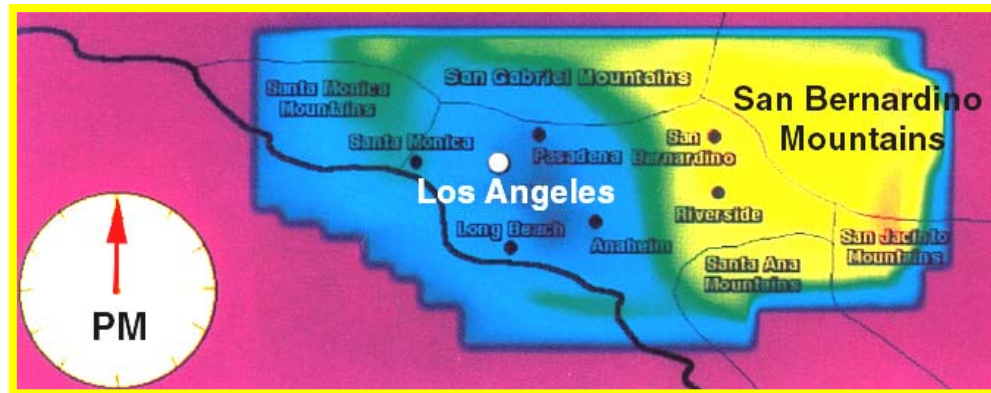 San Gabriel Mountains
Santa Monica
Mountains
San Bernardino
Mountains
Santa Monica
Pasadena
San
Bernardino
Los Angeles
Riverside
Long Beach
Anaheim
San Jacinto
Mountains
Santa Ana
Mountains
PM